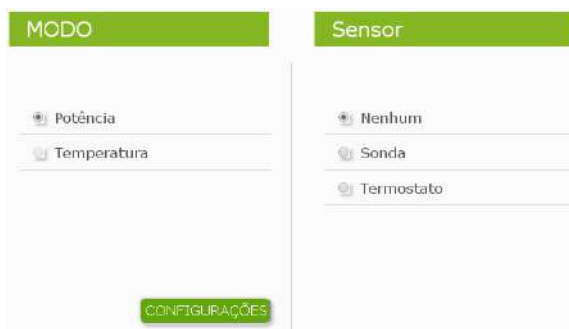 MODO
Potência
Temperatura
CONFIGURAÇÕES
Sensor
Nenhum
Sonda
Termostato